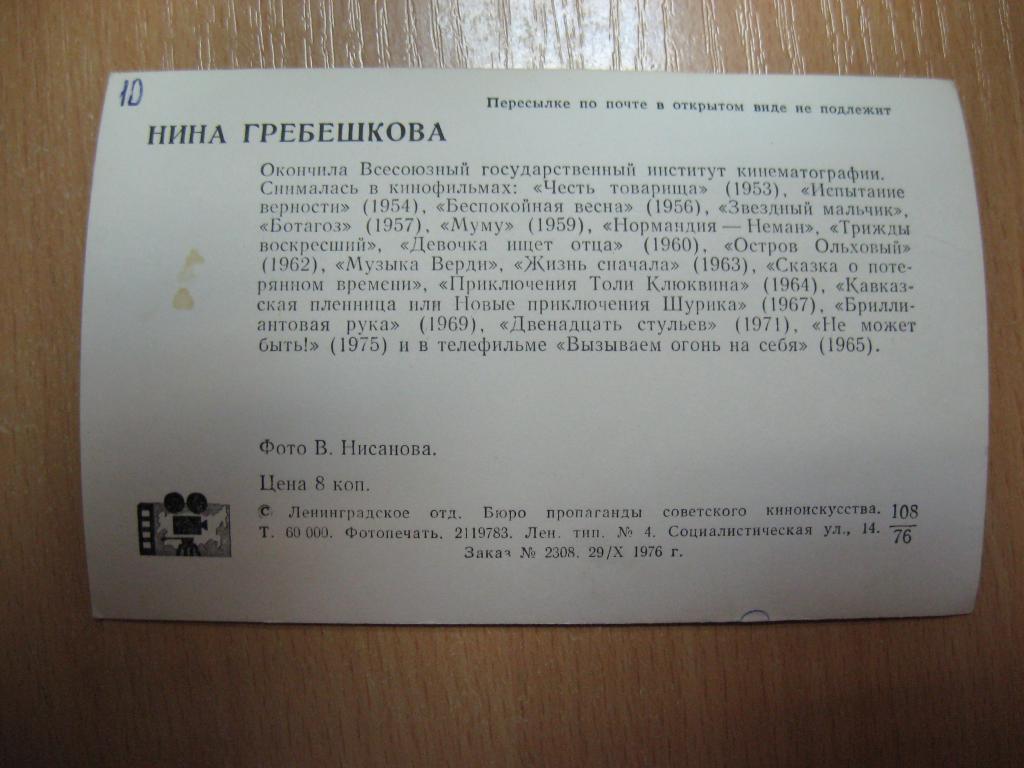 10
Пересылке по почте в открытом виде не подлежит
НИНА ГРЕБЕШКОВА
Окончила Всесоюзный государственный институт кинематографии.
Снималась в кинофильмах: «Честь товарища» (1953), «Испытание
верности» (1954), «Беспокойная весна» (1956), «Звездный мальчик»,
«Ботагоз» (1957), «Муму» (1959), «Нормандия — Неман», «Трижды
воскресший», «Девочка ищет отца» (1960), «Остров Ольховый»
(1962), «Музыка Верди», «Жизнь сначала» (1963), «Сказка о поте-
рянном времени», «Приключения Толи Клюквина» (1964), «Кавказ-
ская пленница или Новые приключения Шурика» (1967), «Брилли-
антовая рука» (1969), «Двенадцать стульев» (1971), «Не может
быть!» (1975) и в телефильме «Вызываем огонь на себя» (1965).
Фото В. Нисанова.
Цена 8 коп.
© Ленинградское отд. Бюро пропаганды советского киноискусства. 108
Т. 60 000. Фотопечать. 2119783. Лен. тип. № 4. Социалистическая ул., 14. 76
Заказ № 2308. 29/X 1976 г.